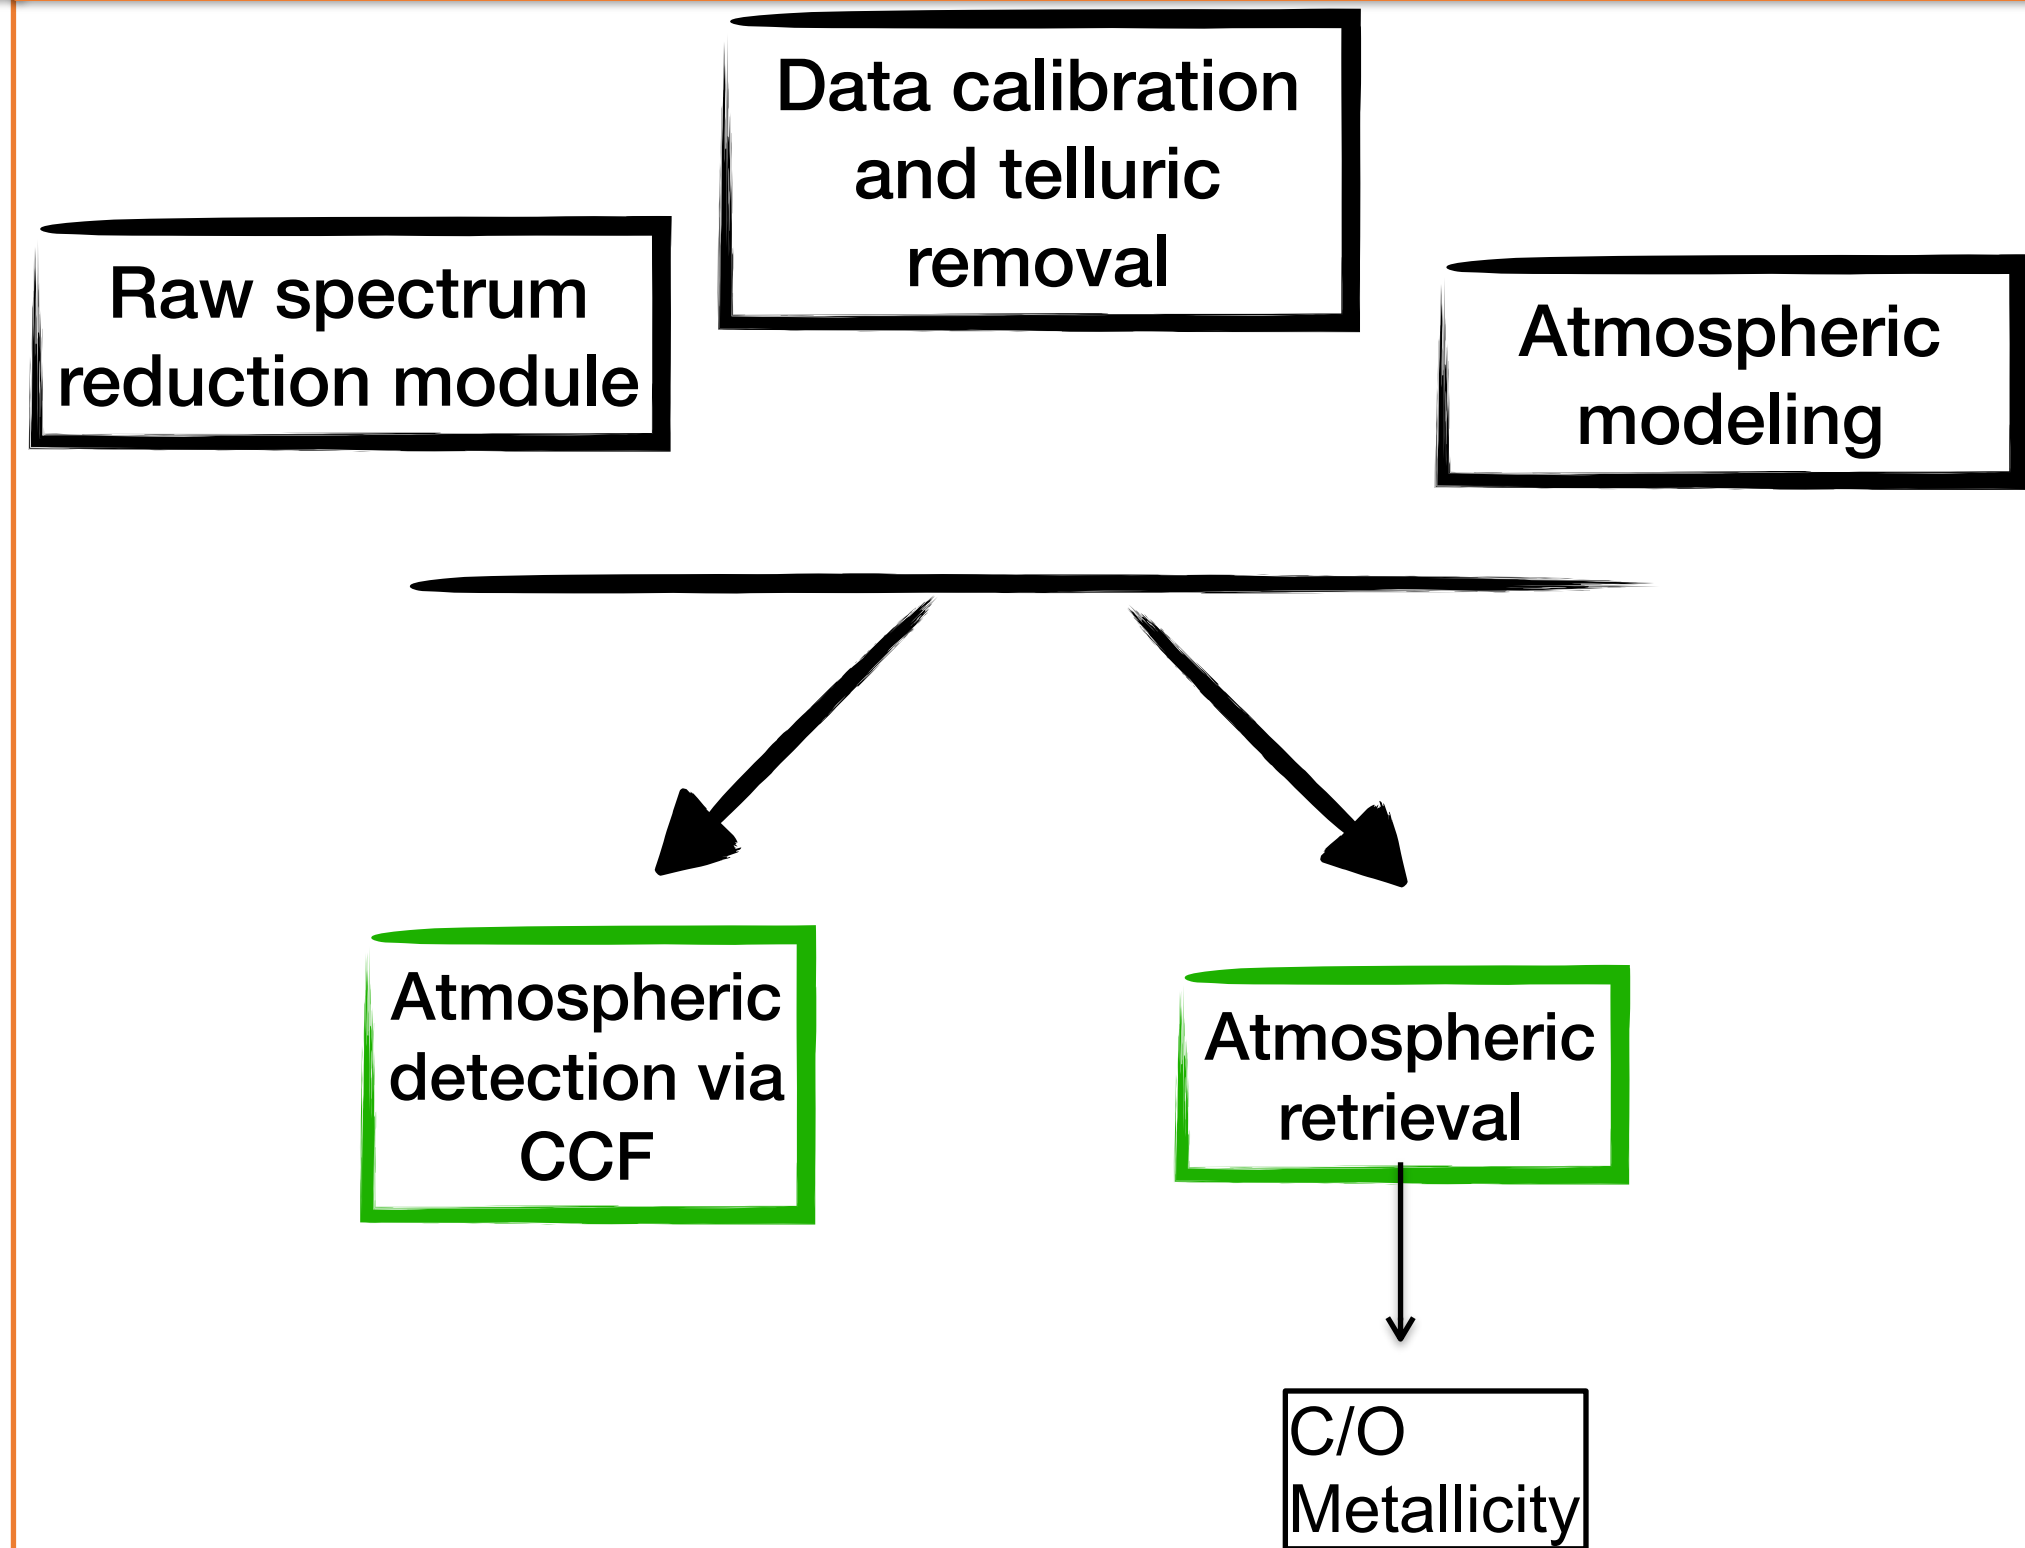 Data calibration
and telluric
removal
Raw spectrum
reduction module
Atmospheric
modeling
Atmospheric
detection via
CCF
Atmospheric
retrieval
C/O
Metallicity